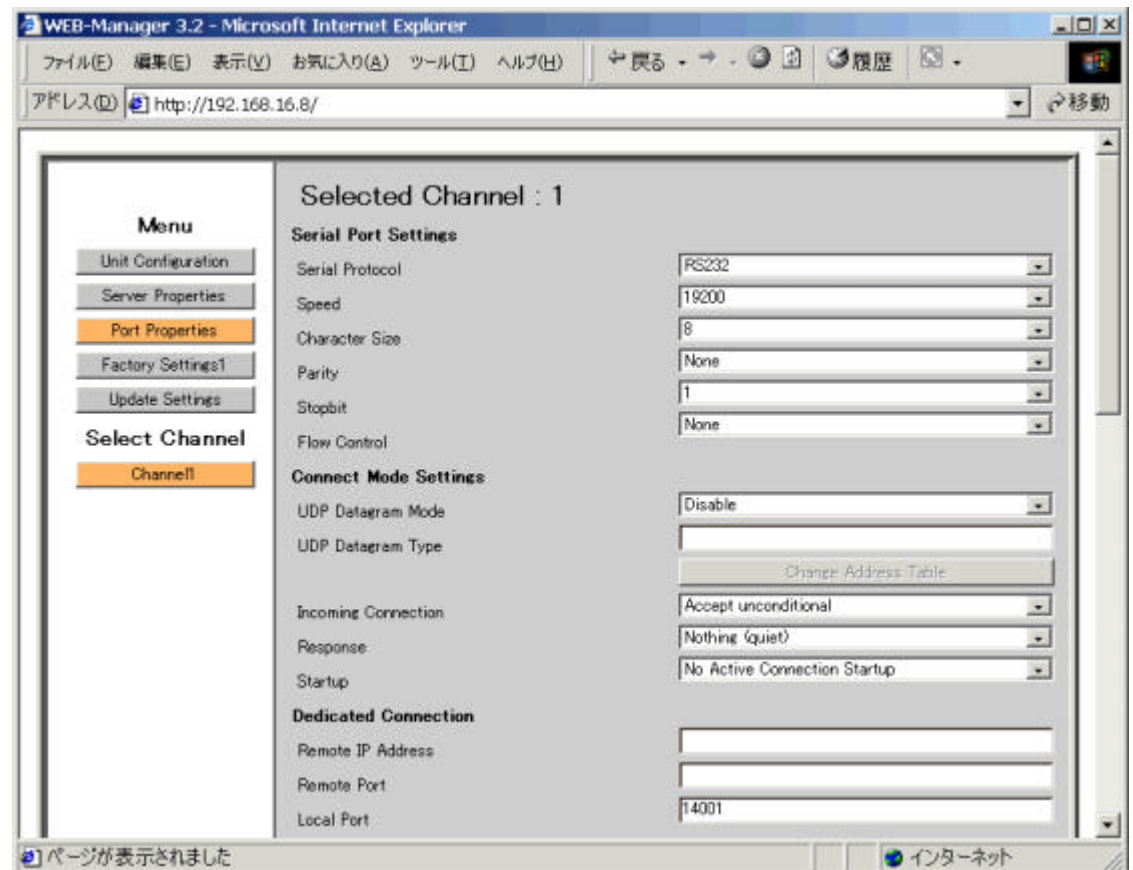 WEB-Manager 3.2 - Microsoft Internet Explorer
ファイル(F) 編集(E) 表示(V) お気に入り(A) ツール(T) ヘルプ(H) 戻る 履歴
アドレス(D) http://192.168.16.8/ 移動
Menu
Unit Configuration
Server Properties
Port Properties
Factory Settings1
Update Settings
Select Channel
Channel1
Selected Channel : 1
Serial Port Settings
Serial Protocol RS232
Speed 19200
Character Size 8
Parity None
Stopbit 1
Flow Control None
Connect Mode Settings
UDP Datagram Mode Disable
UDP Datagram Type
Change Address Table
Incoming Connection Accept unconditional
Response Nothing (quiet)
Startup No Active Connection Startup
Dedicated Connection
Remote IP Address
Remote Port
Local Port 14001
ページが表示されました インターネット